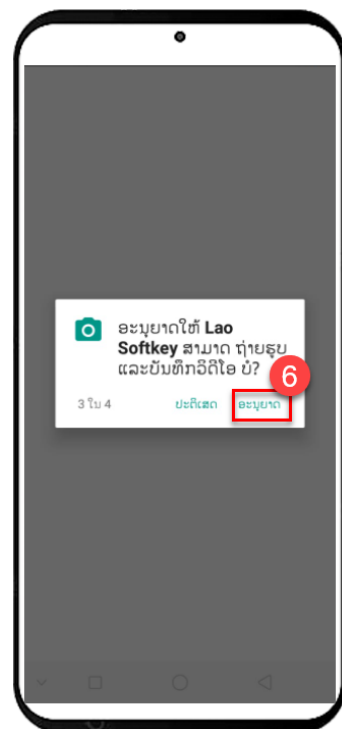 ອະນຸຍາດໃຫ້ Lao
Softkey ສາມາດ ຖ່າຍຮູບ
ແລະບັນທຶກວິດີໂອ ບໍ?
6
3 ໃນ 4 ປະຕິເສດ ອະນຸຍາດ